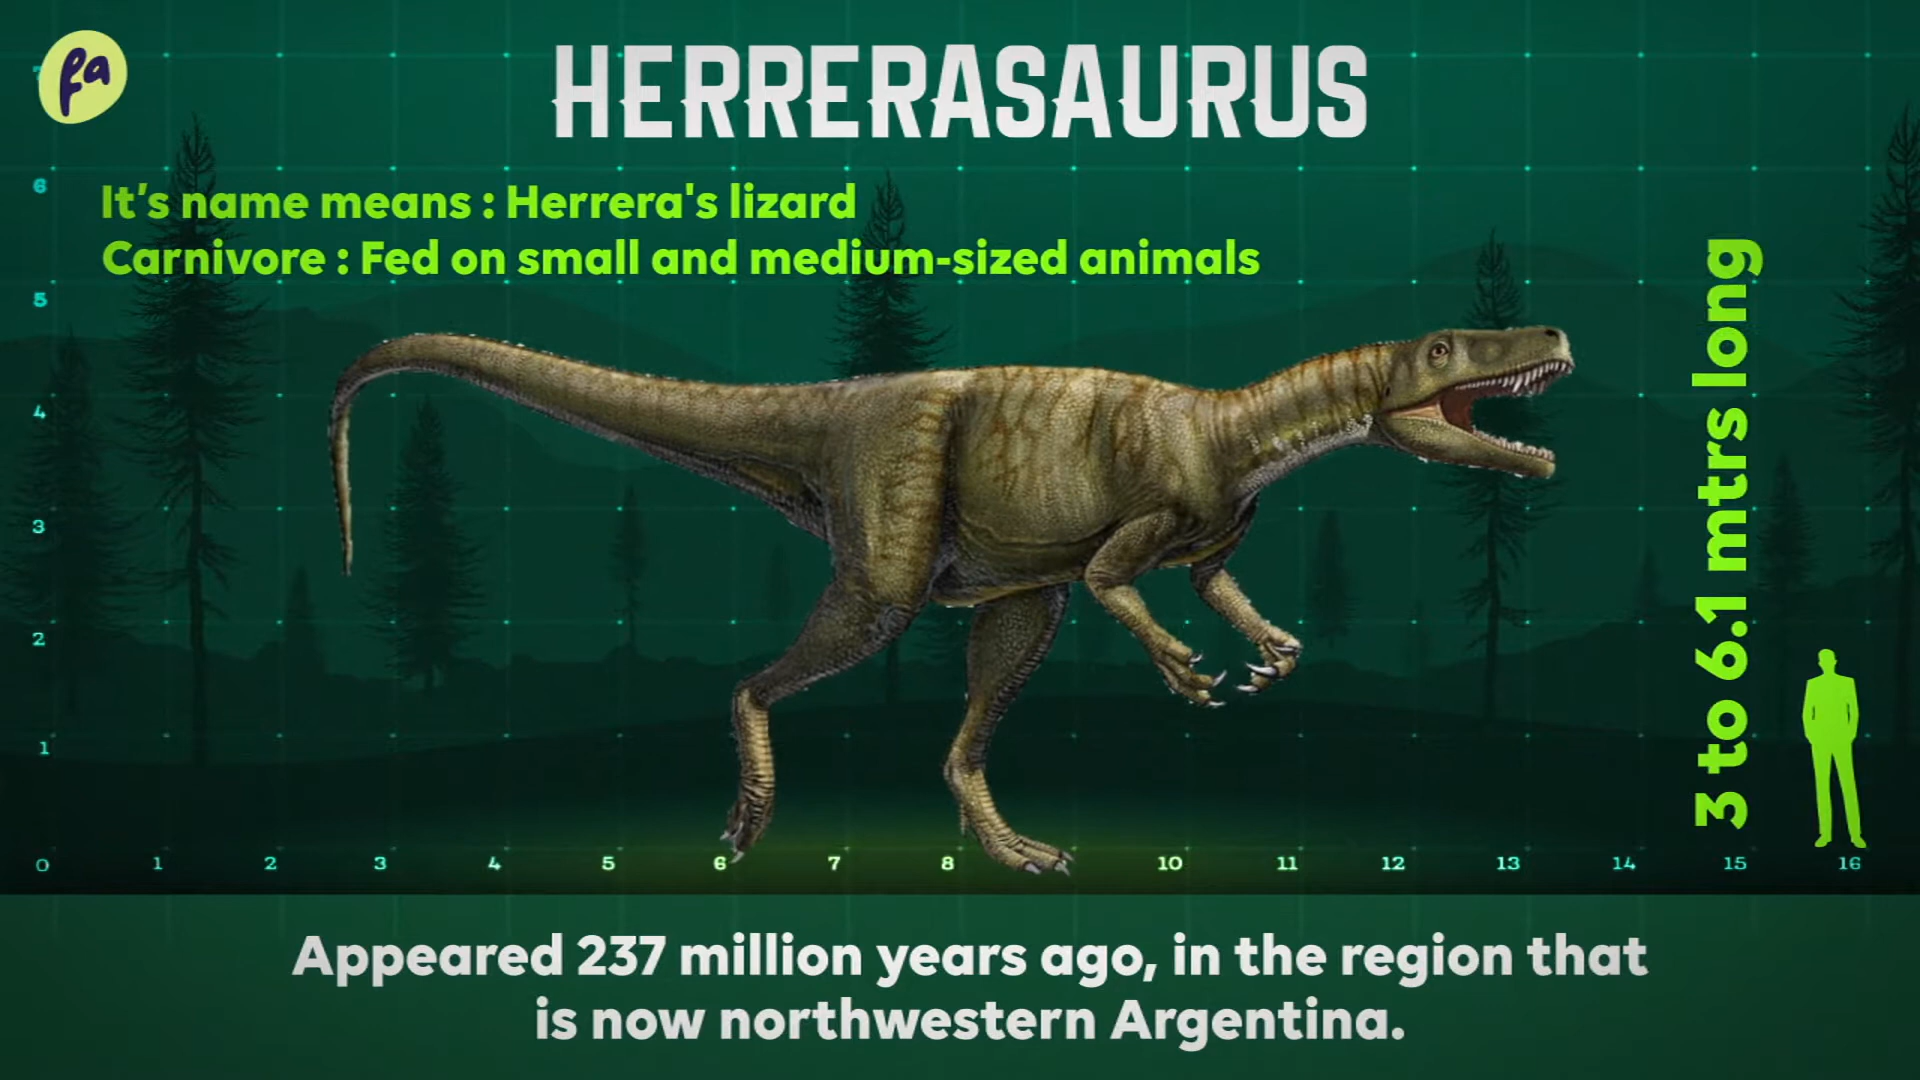 fa
HERRERASAURUS
It's name means : Herrera's lizard
Carnivore : Fed on small and medium-sized animals
3 to 6.1 mtrs long
6
5
4
3
2
1
0 1 2 3 4 5 6 7 8 10 11 12 13 14 15 16
Appeared 237 million years ago, in the region that
is now northwestern Argentina.